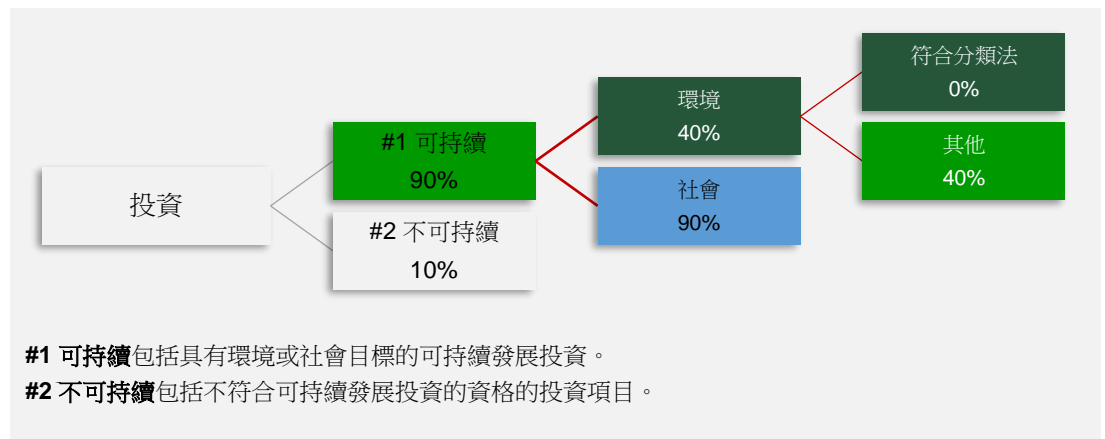 投資
#1 可持續
90%
#2 不可持續
10%
環境
40%
社會
90%
符合分類法
0%
其他
40%
#1 可持續包括具有環境或社會目標的可持續發展投資。
#2 不可持續包括不符合可持續發展投資的資格的投資項目。